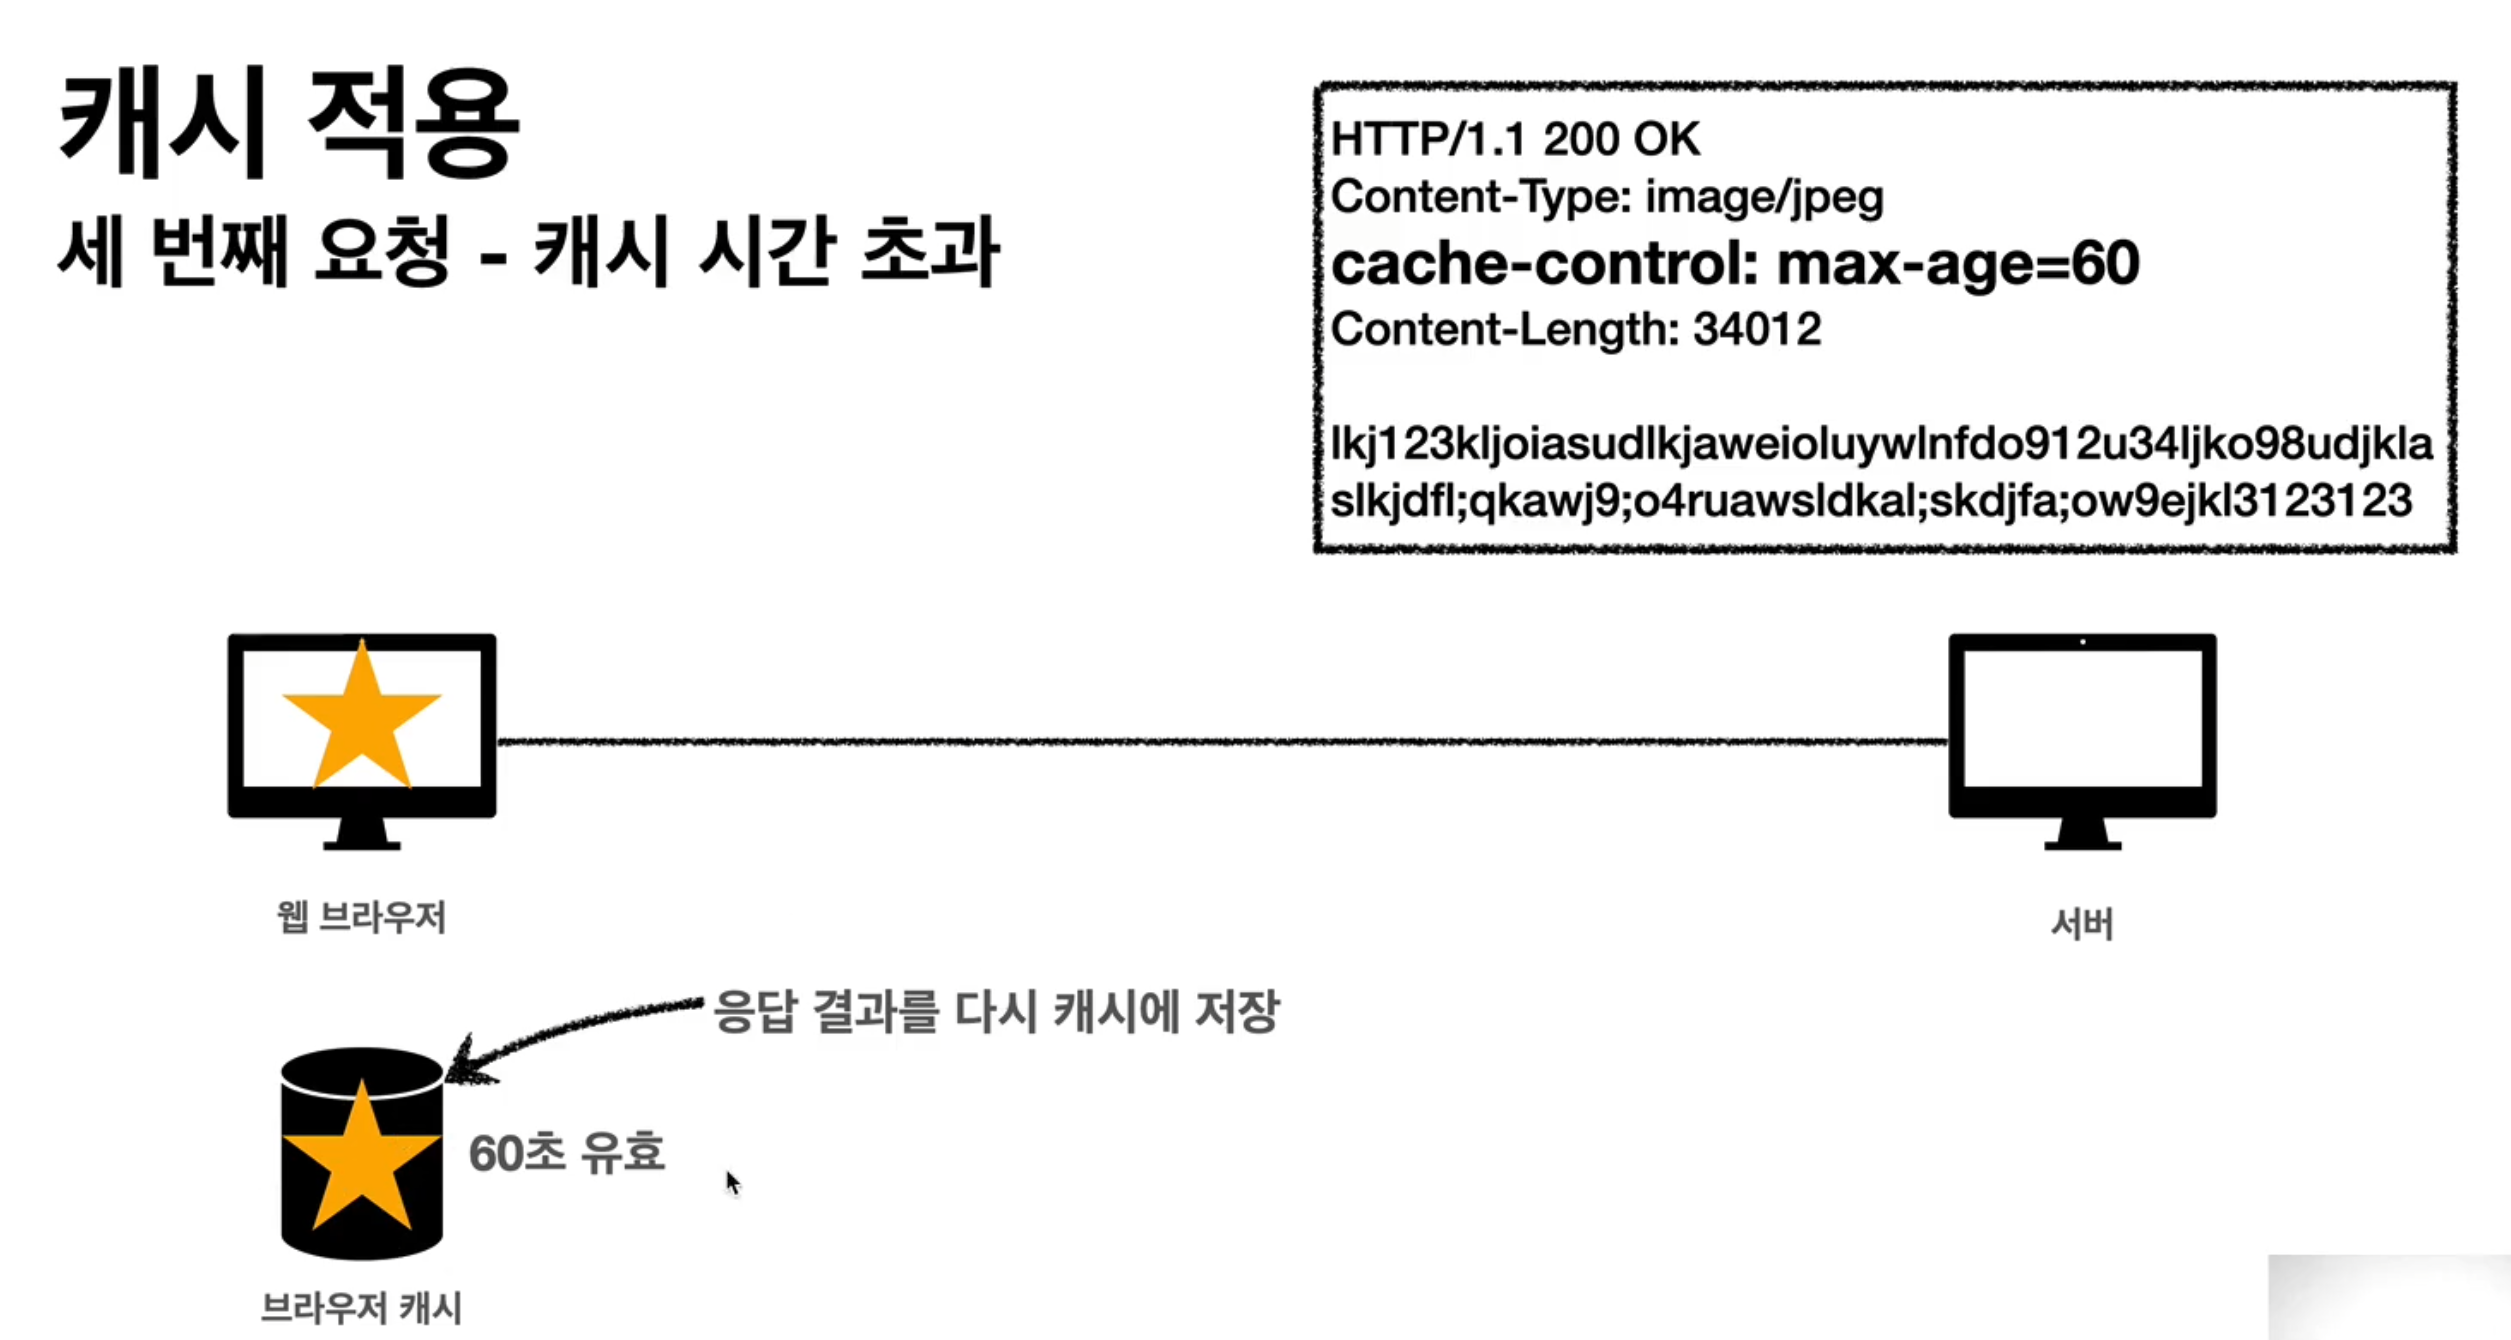 캐시 적용
세 번째 요청 - 캐시 시간 초과
HTTP/1.1 200 OK
Content-Type: image/jpeg
cache-control: max-age=60
Content-Length: 34012
lkj123kljoiasudlkjaweioluywlnfdo912u34ljko98udjkla
slkjdfl;qkawj9;o4ruawsldkal;skdjfa;ow9ejkl3123123
웹 브라우저
서버
응답 결과를 다시 캐시에 저장
60초 유효
브라우저 캐시